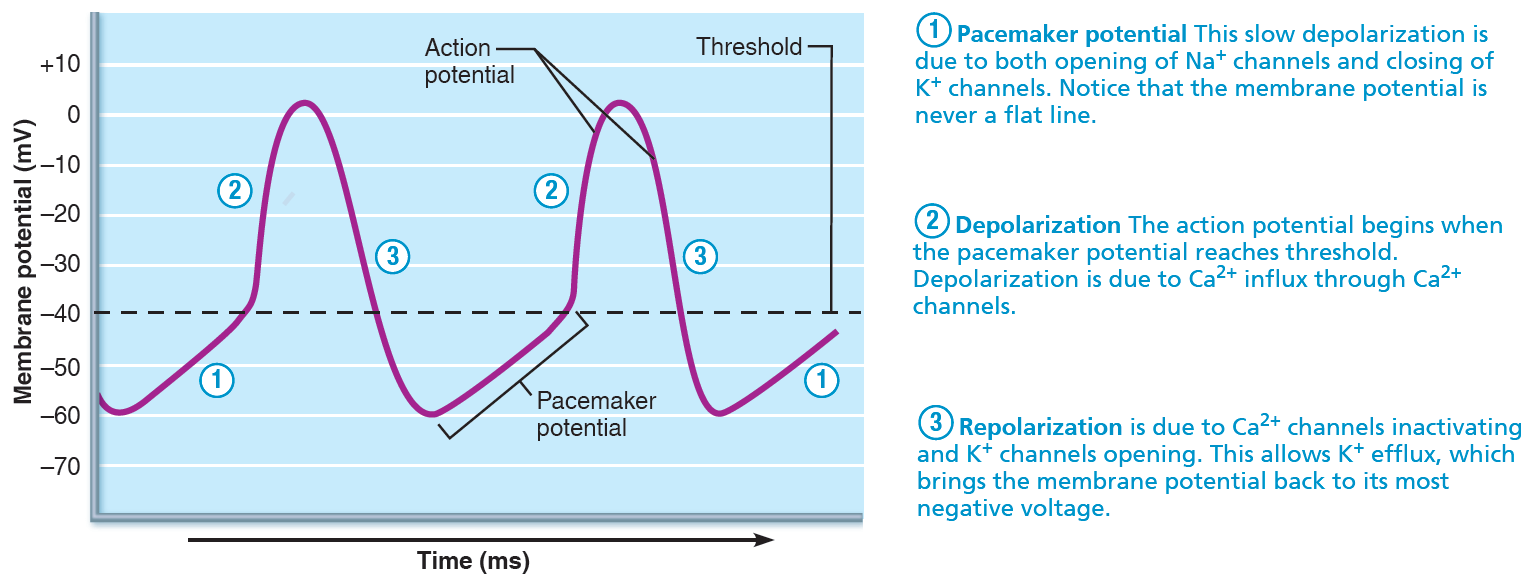 Membrane potential (mV)
+10
0
–10
–20
–30
–40
–50
–60
–70
Action
potential
Threshold
2
2
3
3
1
1
Pacemaker
potential
Time (ms)
1 Pacemaker potential This slow depolarization is
due to both opening of Na⁺ channels and closing of
K⁺ channels. Notice that the membrane potential is
never a flat line.
2 Depolarization The action potential begins when
the pacemaker potential reaches threshold.
Depolarization is due to Ca²⁺ influx through Ca²⁺
channels.
3 Repolarization is due to Ca²⁺ channels inactivating
and K⁺ channels opening. This allows K⁺ efflux, which
brings the membrane potential back to its most
negative voltage.